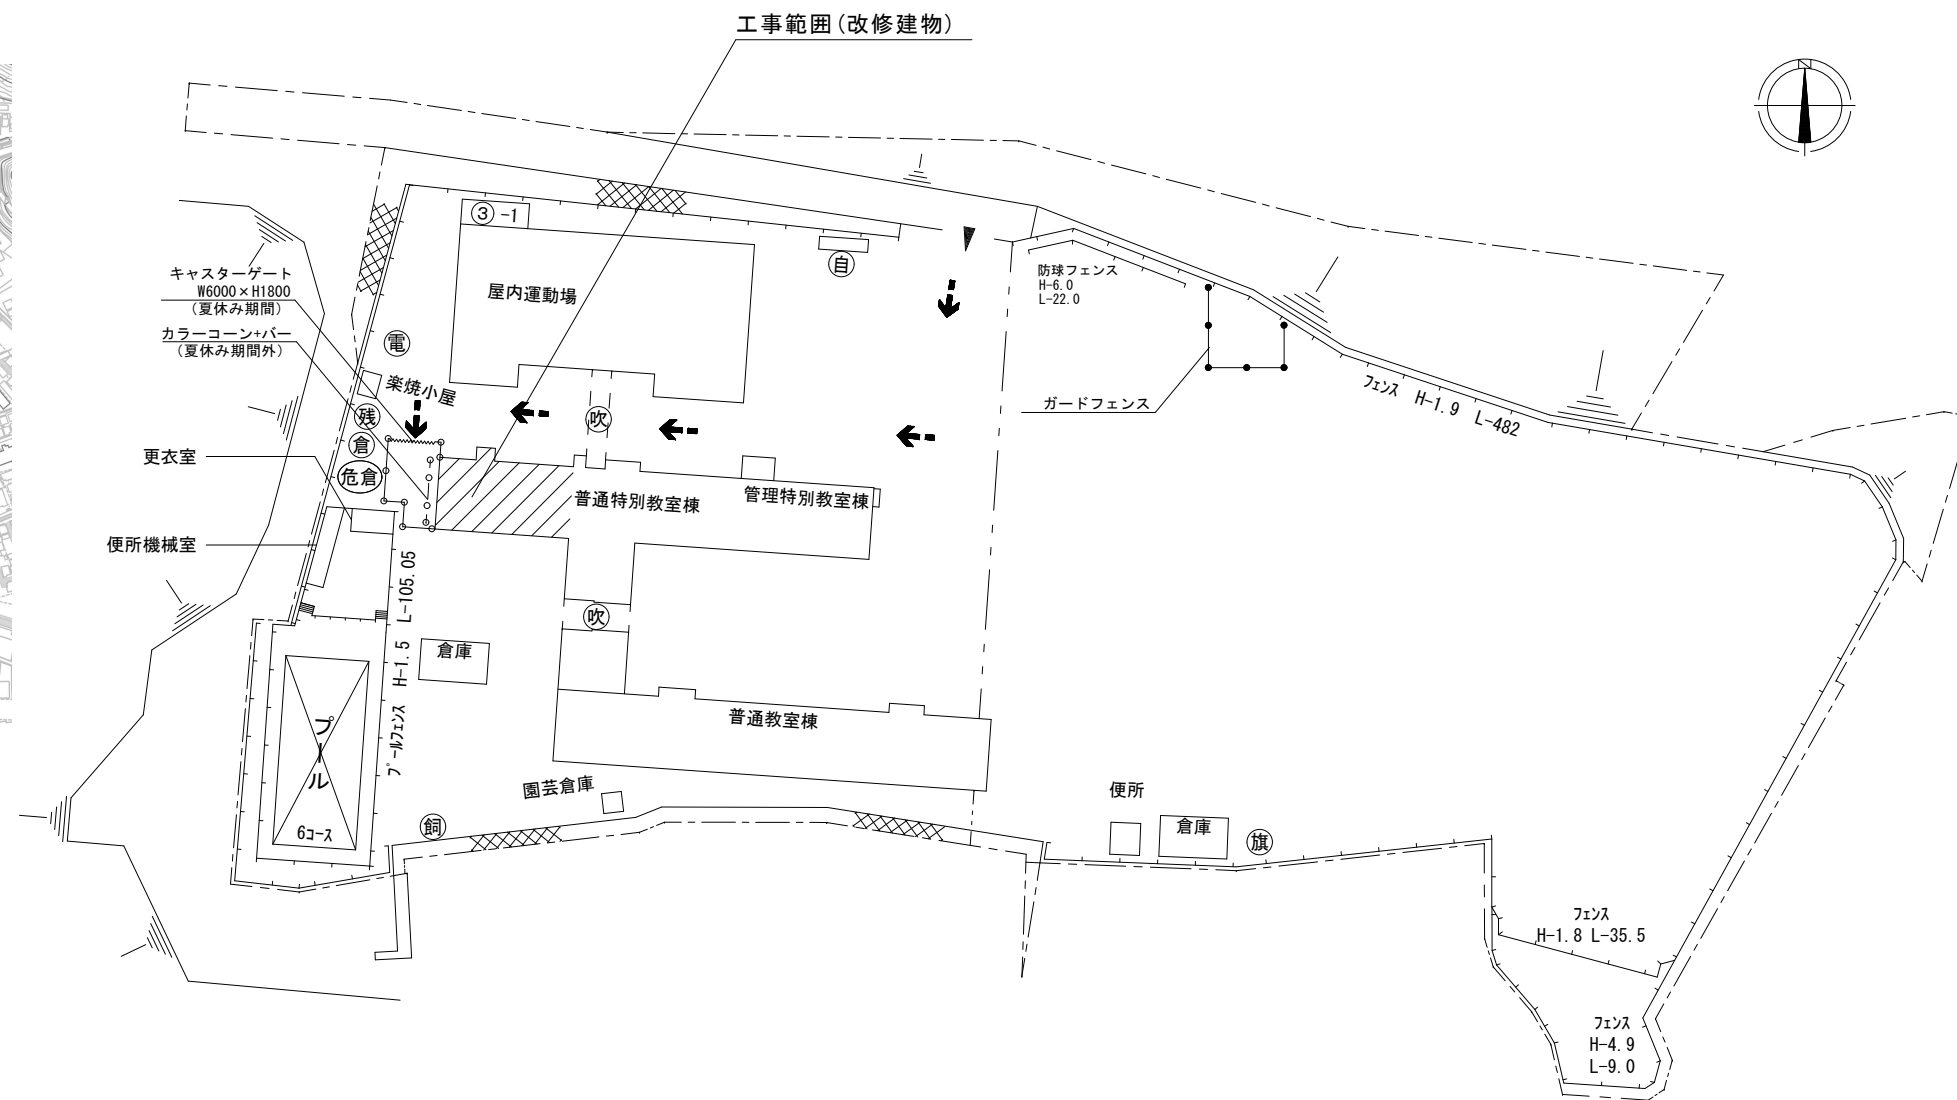 工事範囲(改修建物)
N
③-1
自
キャスターゲート
W6000×H1800
(夏休み期間)
カラーコーン+バー
(夏休み期間外)
屋内運動場
防球フェンス
H-6.0
L-22.0
電
楽焼小屋
ガードフェンス
フェンス H-1.9 L-482
残
吹
倉
危倉
更衣室
普通特別教室棟
管理特別教室棟
便所機械室
プールフェンス H-1.5 L-105.05
吹
倉庫
プール
6コース
普通教室棟
園芸倉庫
飼
便所
倉庫
旗
フェンス
H-1.8 L-35.5
フェンス
H-4.9
L-9.0